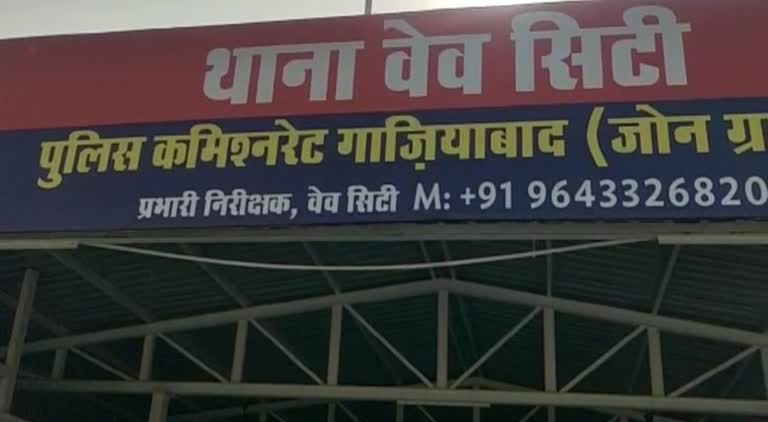 थाना वेव सिटी
पुलिस कमिश्नरेट गाज़ियाबाद (जोन ग्र
प्रभारी निरीक्षक, वेव सिटी M: +91 9643326820